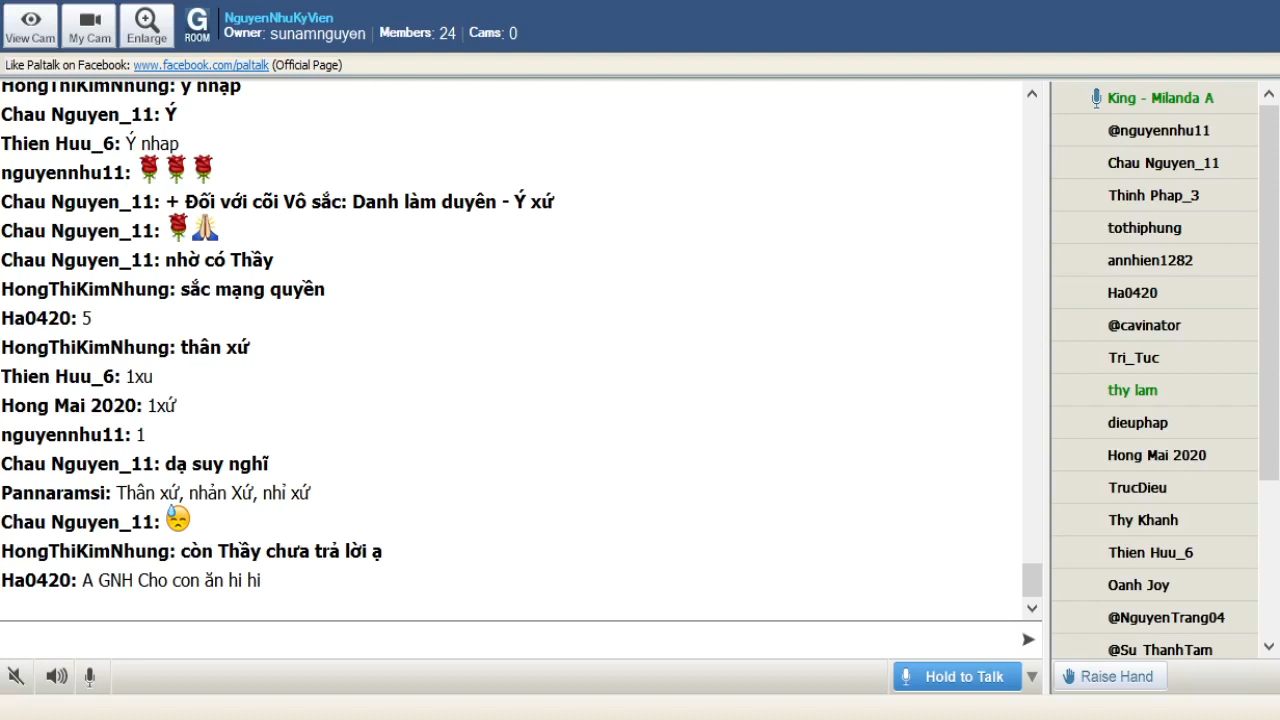 View Cam
My Cam
Enlarge
G
ROOM
NguyenNhuKyVien
Owner: sunamnguyen | Members: 24 | Cams: 0
Like Paltalk on Facebook: www.facebook.com/paltalk (Official Page)
HongThiKimNhung: ý nhập
Chau Nguyen_11: Ý
Thien Huu_6: Ý nhap
nguyennhu11:
Chau Nguyen_11: + Đối với cõi Vô sắc: Danh làm duyên - Ý xứ
Chau Nguyen_11:
Chau Nguyen_11: nhờ có Thầy
HongThiKimNhung: sắc mạng quyền
Ha0420: 5
HongThiKimNhung: thân xứ
Thien Huu_6: 1xu
Hong Mai 2020: 1xứ
nguyennhu11: 1
Chau Nguyen_11: dạ suy nghĩ
Pannaramsi: Thân xứ, nhản Xứ, nhỉ xứ
Chau Nguyen_11:
HongThiKimNhung: còn Thầy chưa trả lời ạ
Ha0420: A GNH Cho con ăn hi hi
Hold to Talk
King - Milanda A
@nguyennhu11
Chau Nguyen_11
Thinh Phap_3
tothiphung
annhien1282
Ha0420
@cavinator
Tri_Tuc
thy lam
dieuphap
Hong Mai 2020
TrucDieu
Thy Khanh
Thien Huu_6
Oanh Joy
@NguyenTrang04
@Su ThanhTam
Raise Hand